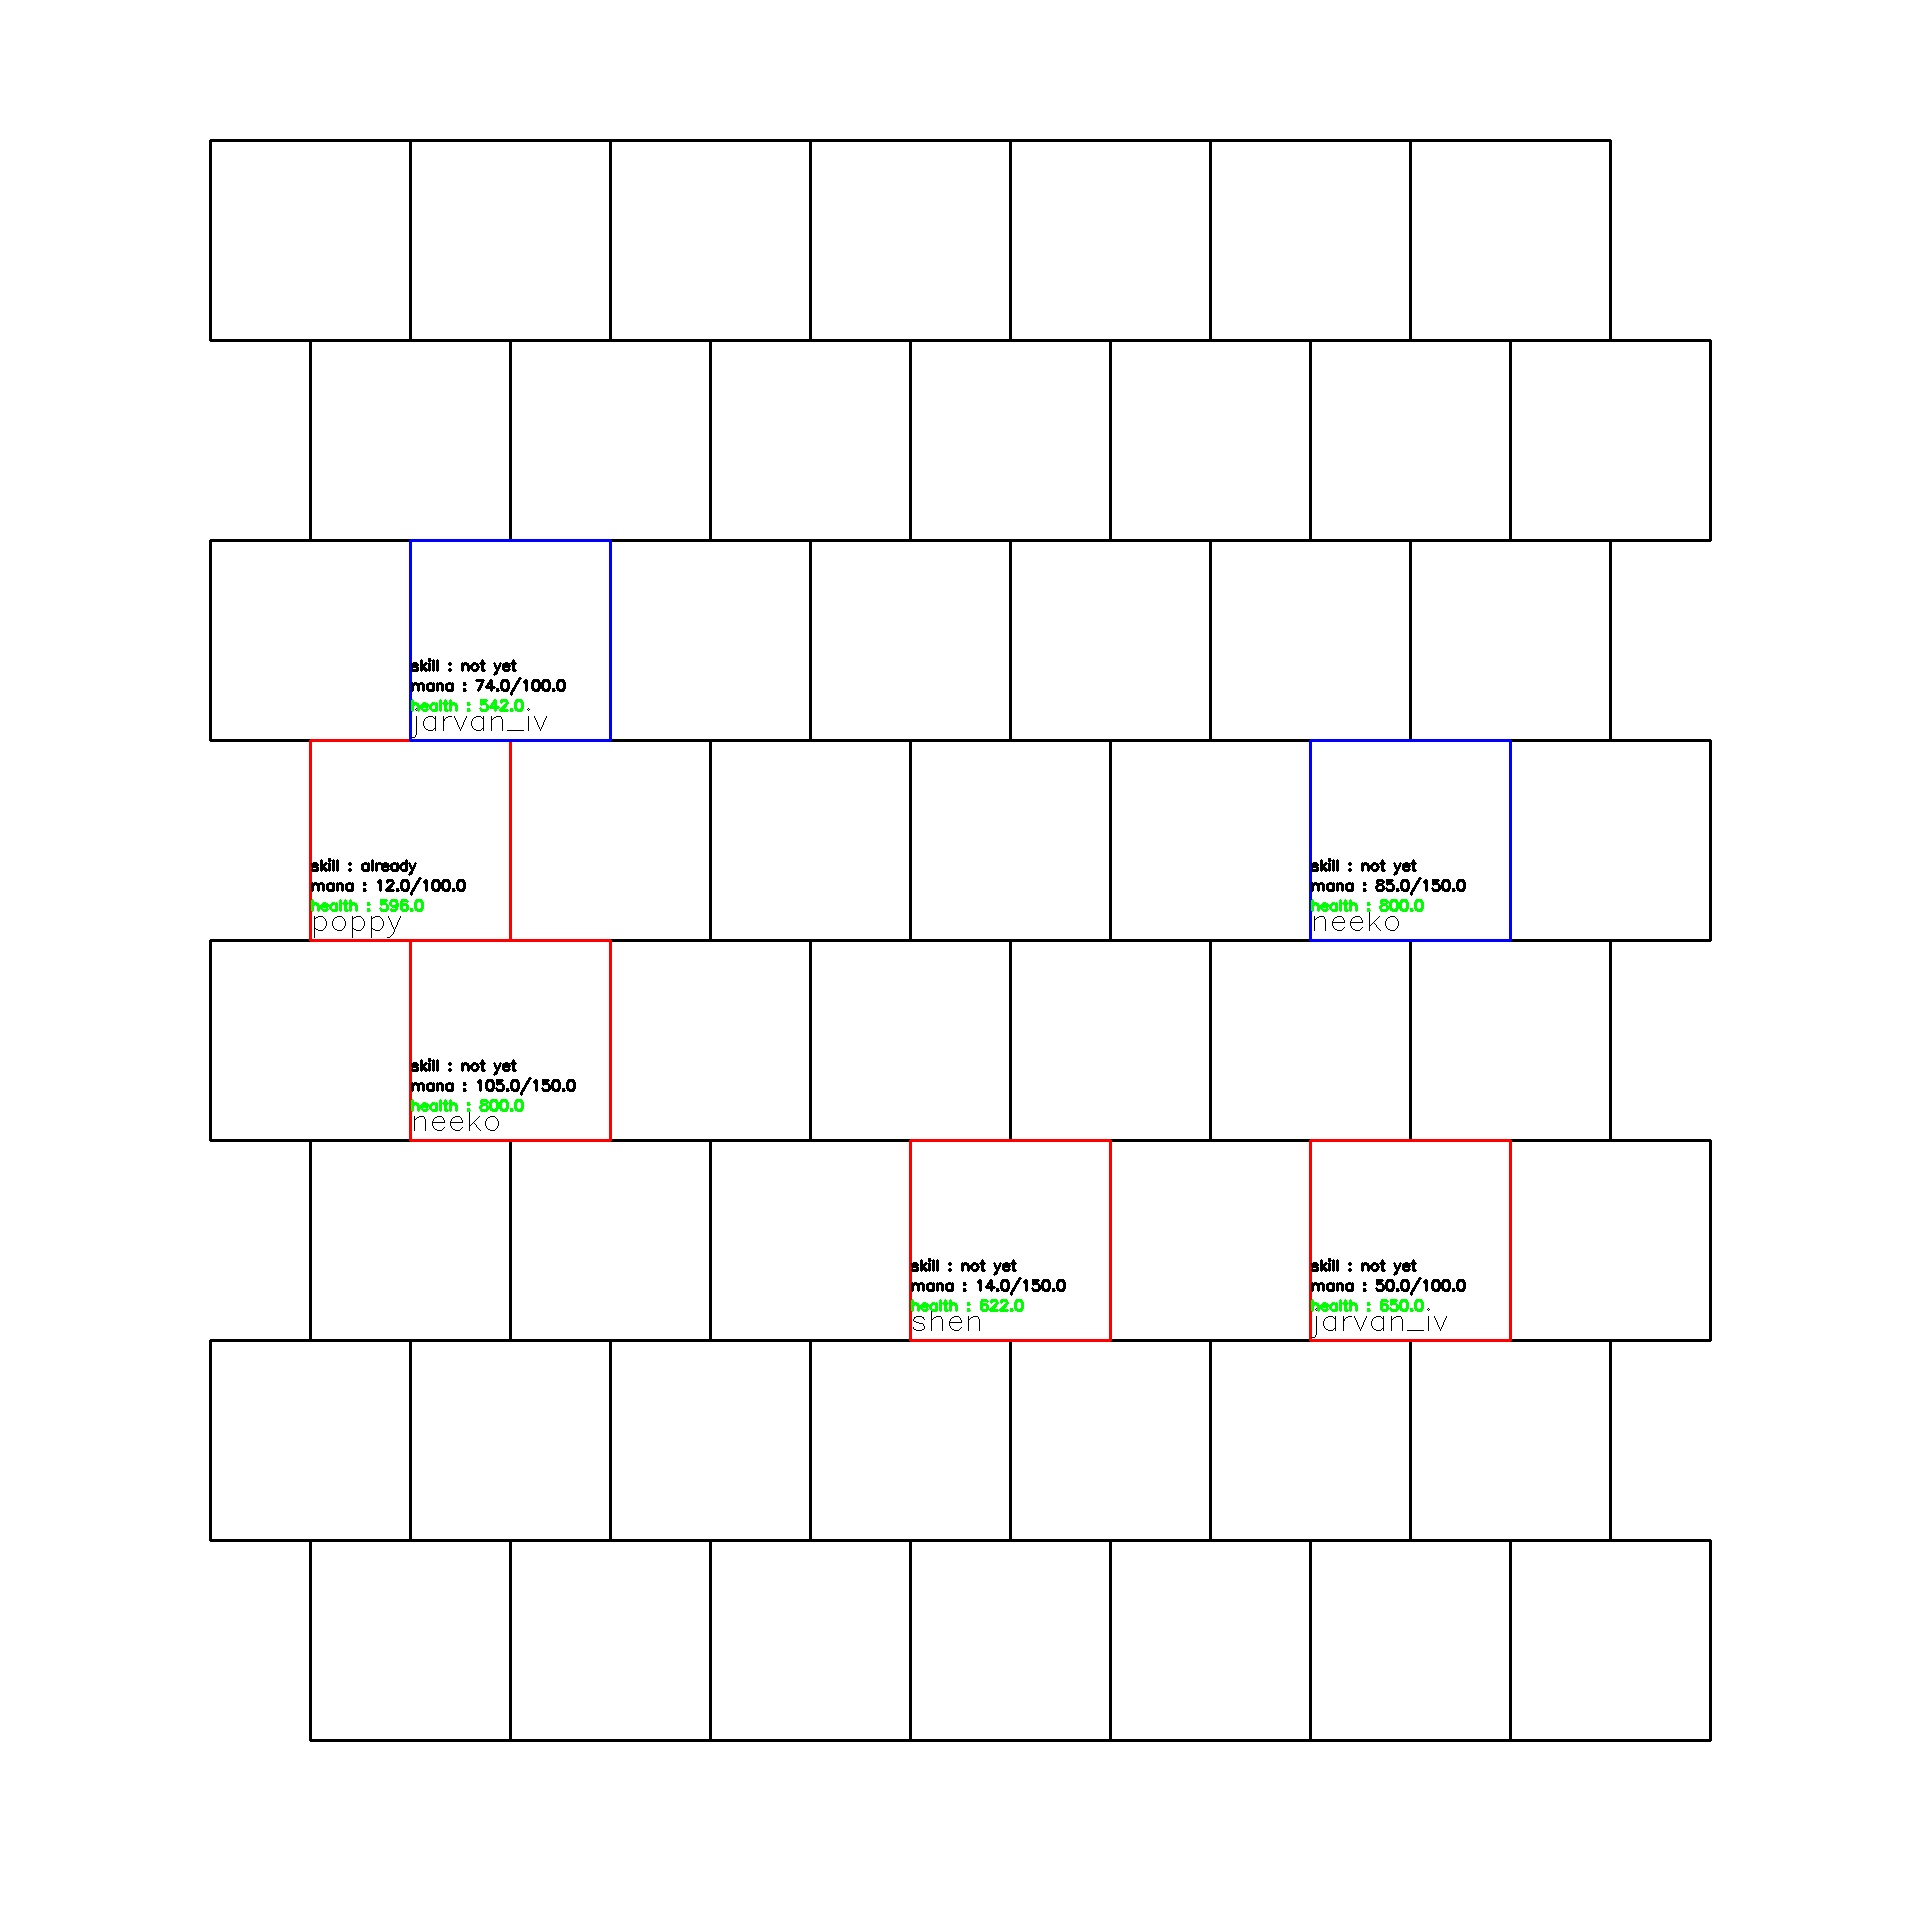 skill : not yet
mana : 74.0/100.0
health : 542.0
jarvan_iv
skill : already
mana : 12.0/100.0
health : 596.0
poppy
skill : not yet
mana : 85.0/150.0
health : 800.0
neeko
skill : not yet
mana : 105.0/150.0
health : 800.0
neeko
skill : not yet
mana : 14.0/150.0
health : 622.0
shen
skill : not yet
mana : 50.0/100.0
health : 650.0
jarvan_iv